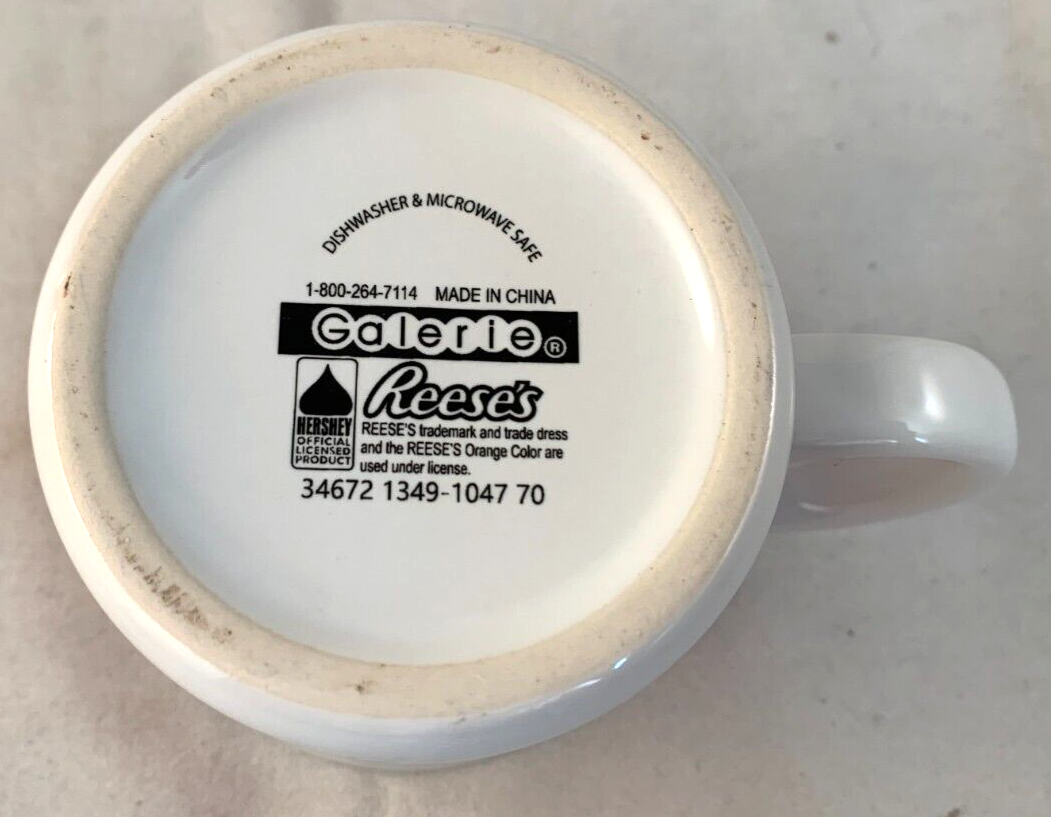 DISHWASHER & MICROWAVE SAFE
1-800-264-7114 MADE IN CHINA
Galerie®
Reese's
HERSHEY
OFFICIAL
LICENSED
PRODUCT
REESE'S trademark and trade dress
and the REESE'S Orange Color are
used under license.
34672 1349-1047 70